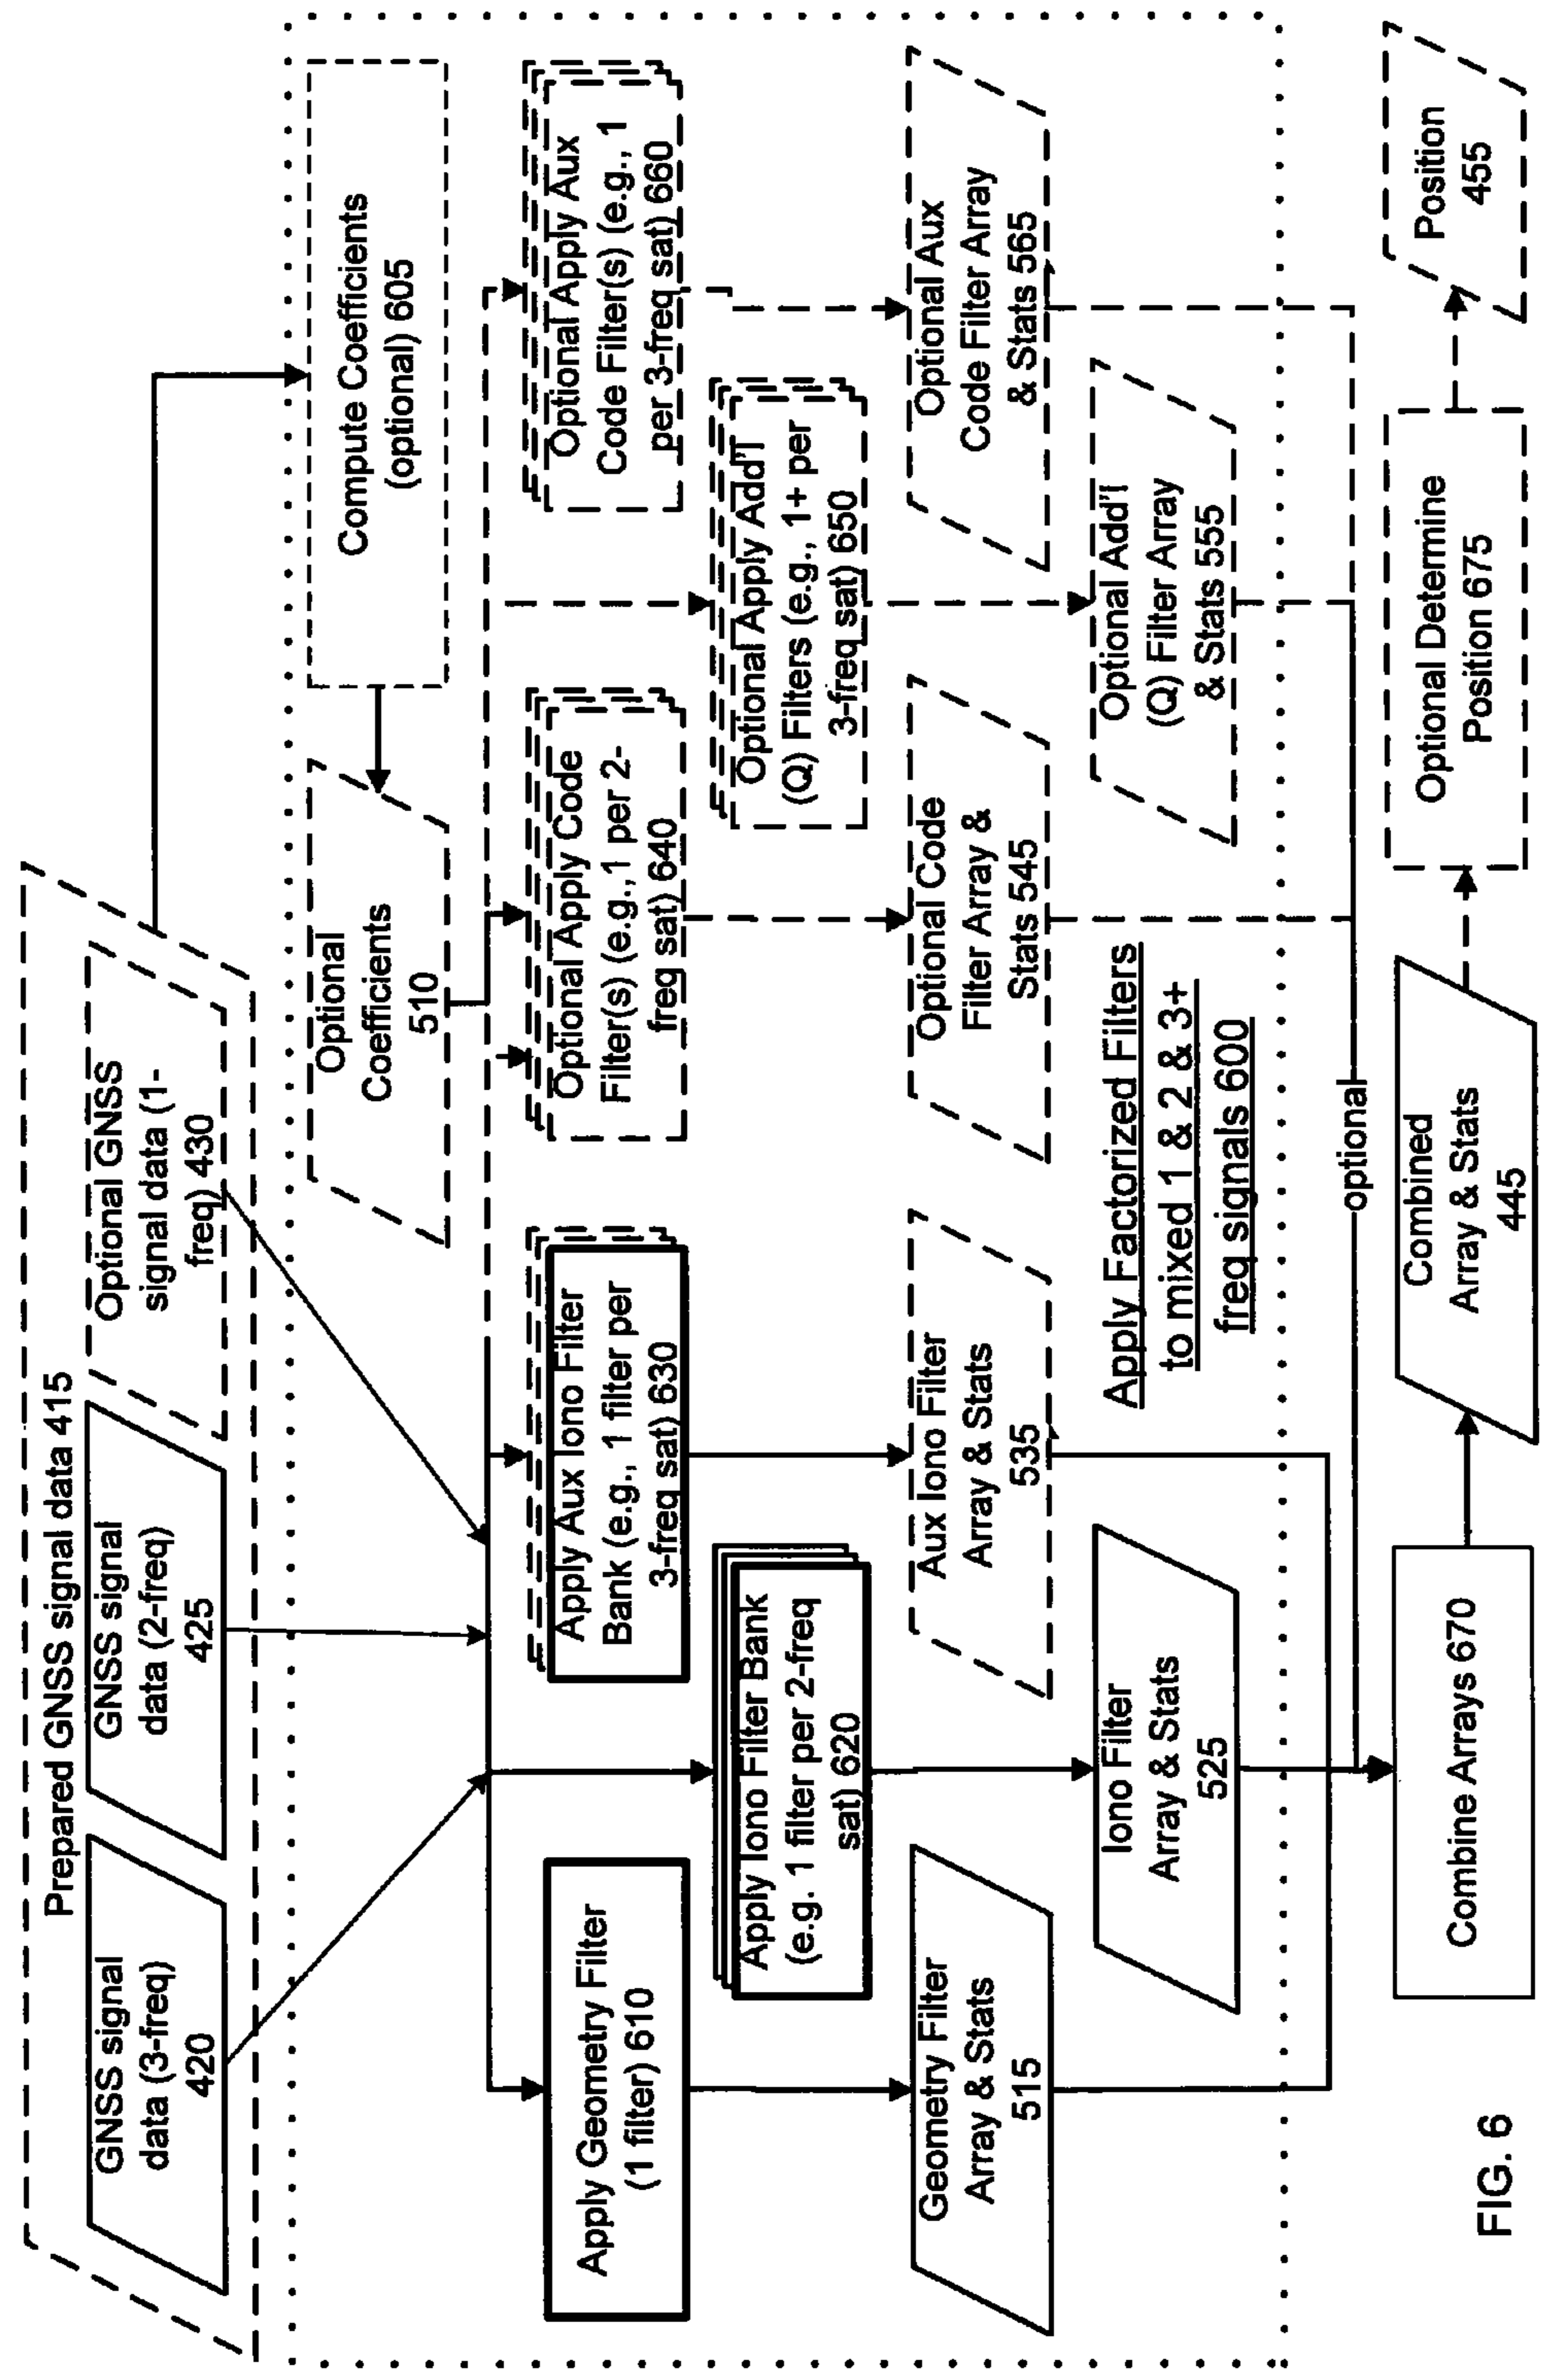 Prepared GNSS signal data 415
GNSS signal
data (3-freq)
420
GNSS signal
data (2-freq)
425
Optional GNSS
signal data (1-
freq) 430
Compute Coefficients
(optional) 605
Optional
Coefficients
510
Apply Geometry Filter
(1 filter) 610
Apply Iono Filter Bank
(e.g. 1 filter per 2-freq
sat) 620
Apply Aux Iono Filter
Bank (e.g., 1 filter per
3-freq sat) 630
Optional Apply Code
Filter(s) (e.g.,1 per 2-
freq sat) 640
Optional Apply Add'l
(Q) Filters (e.g., 1+ per
3-freq sat) 650
Optional Apply Aux
Code Filter(s) (e.g., 1
per 3-freq sat) 660
Geometry Filter
Array & Stats
515
Iono Filter
Array & Stats
525
Aux Iono Filter
Array & Stats
535
Optional Code
Filter Array &
Stats 545
Optional Add'l
(Q) Filter Array
& Stats 555
Optional Aux
Code Filter Array
& Stats 565
Apply Factorized Filters
to mixed 1 & 2 & 3+
freq signals 600
optional
Combine Arrays 670
Combined
Array & Stats
445
Optional Determine
Position 675
Position
455
FIG. 6